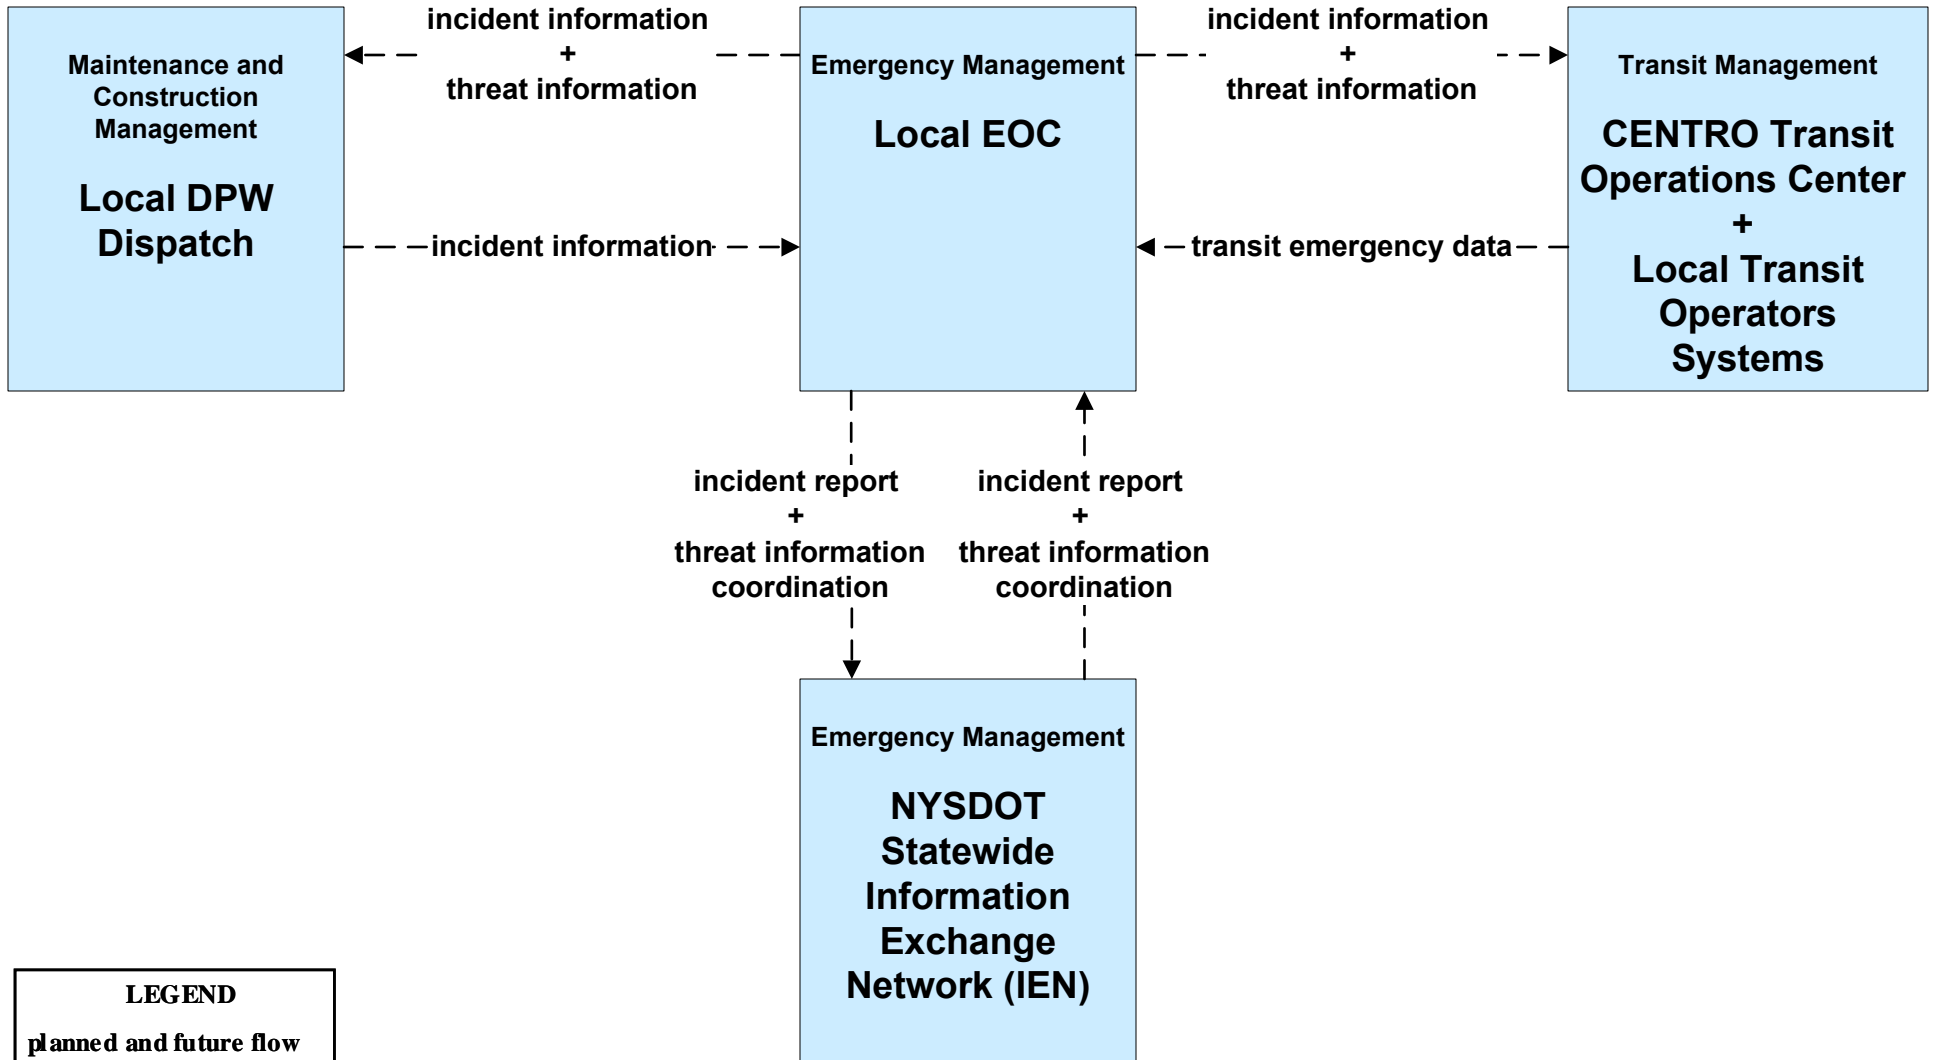 Maintenance and
Construction
Management
Local DPW
Dispatch
incident information
+
threat information
incident information
Emergency Management
Local EOC
incident information
+
threat information
transit emergency data
Transit Management
CENTRO Transit
Operations Center
+
Local Transit
Operators
Systems
incident report
+
threat information
coordination
incident report
+
threat information
coordination
Emergency Management
NYSDOT
Statewide
Information
Exchange
Network (IEN)
LEGEND
planned and future flow